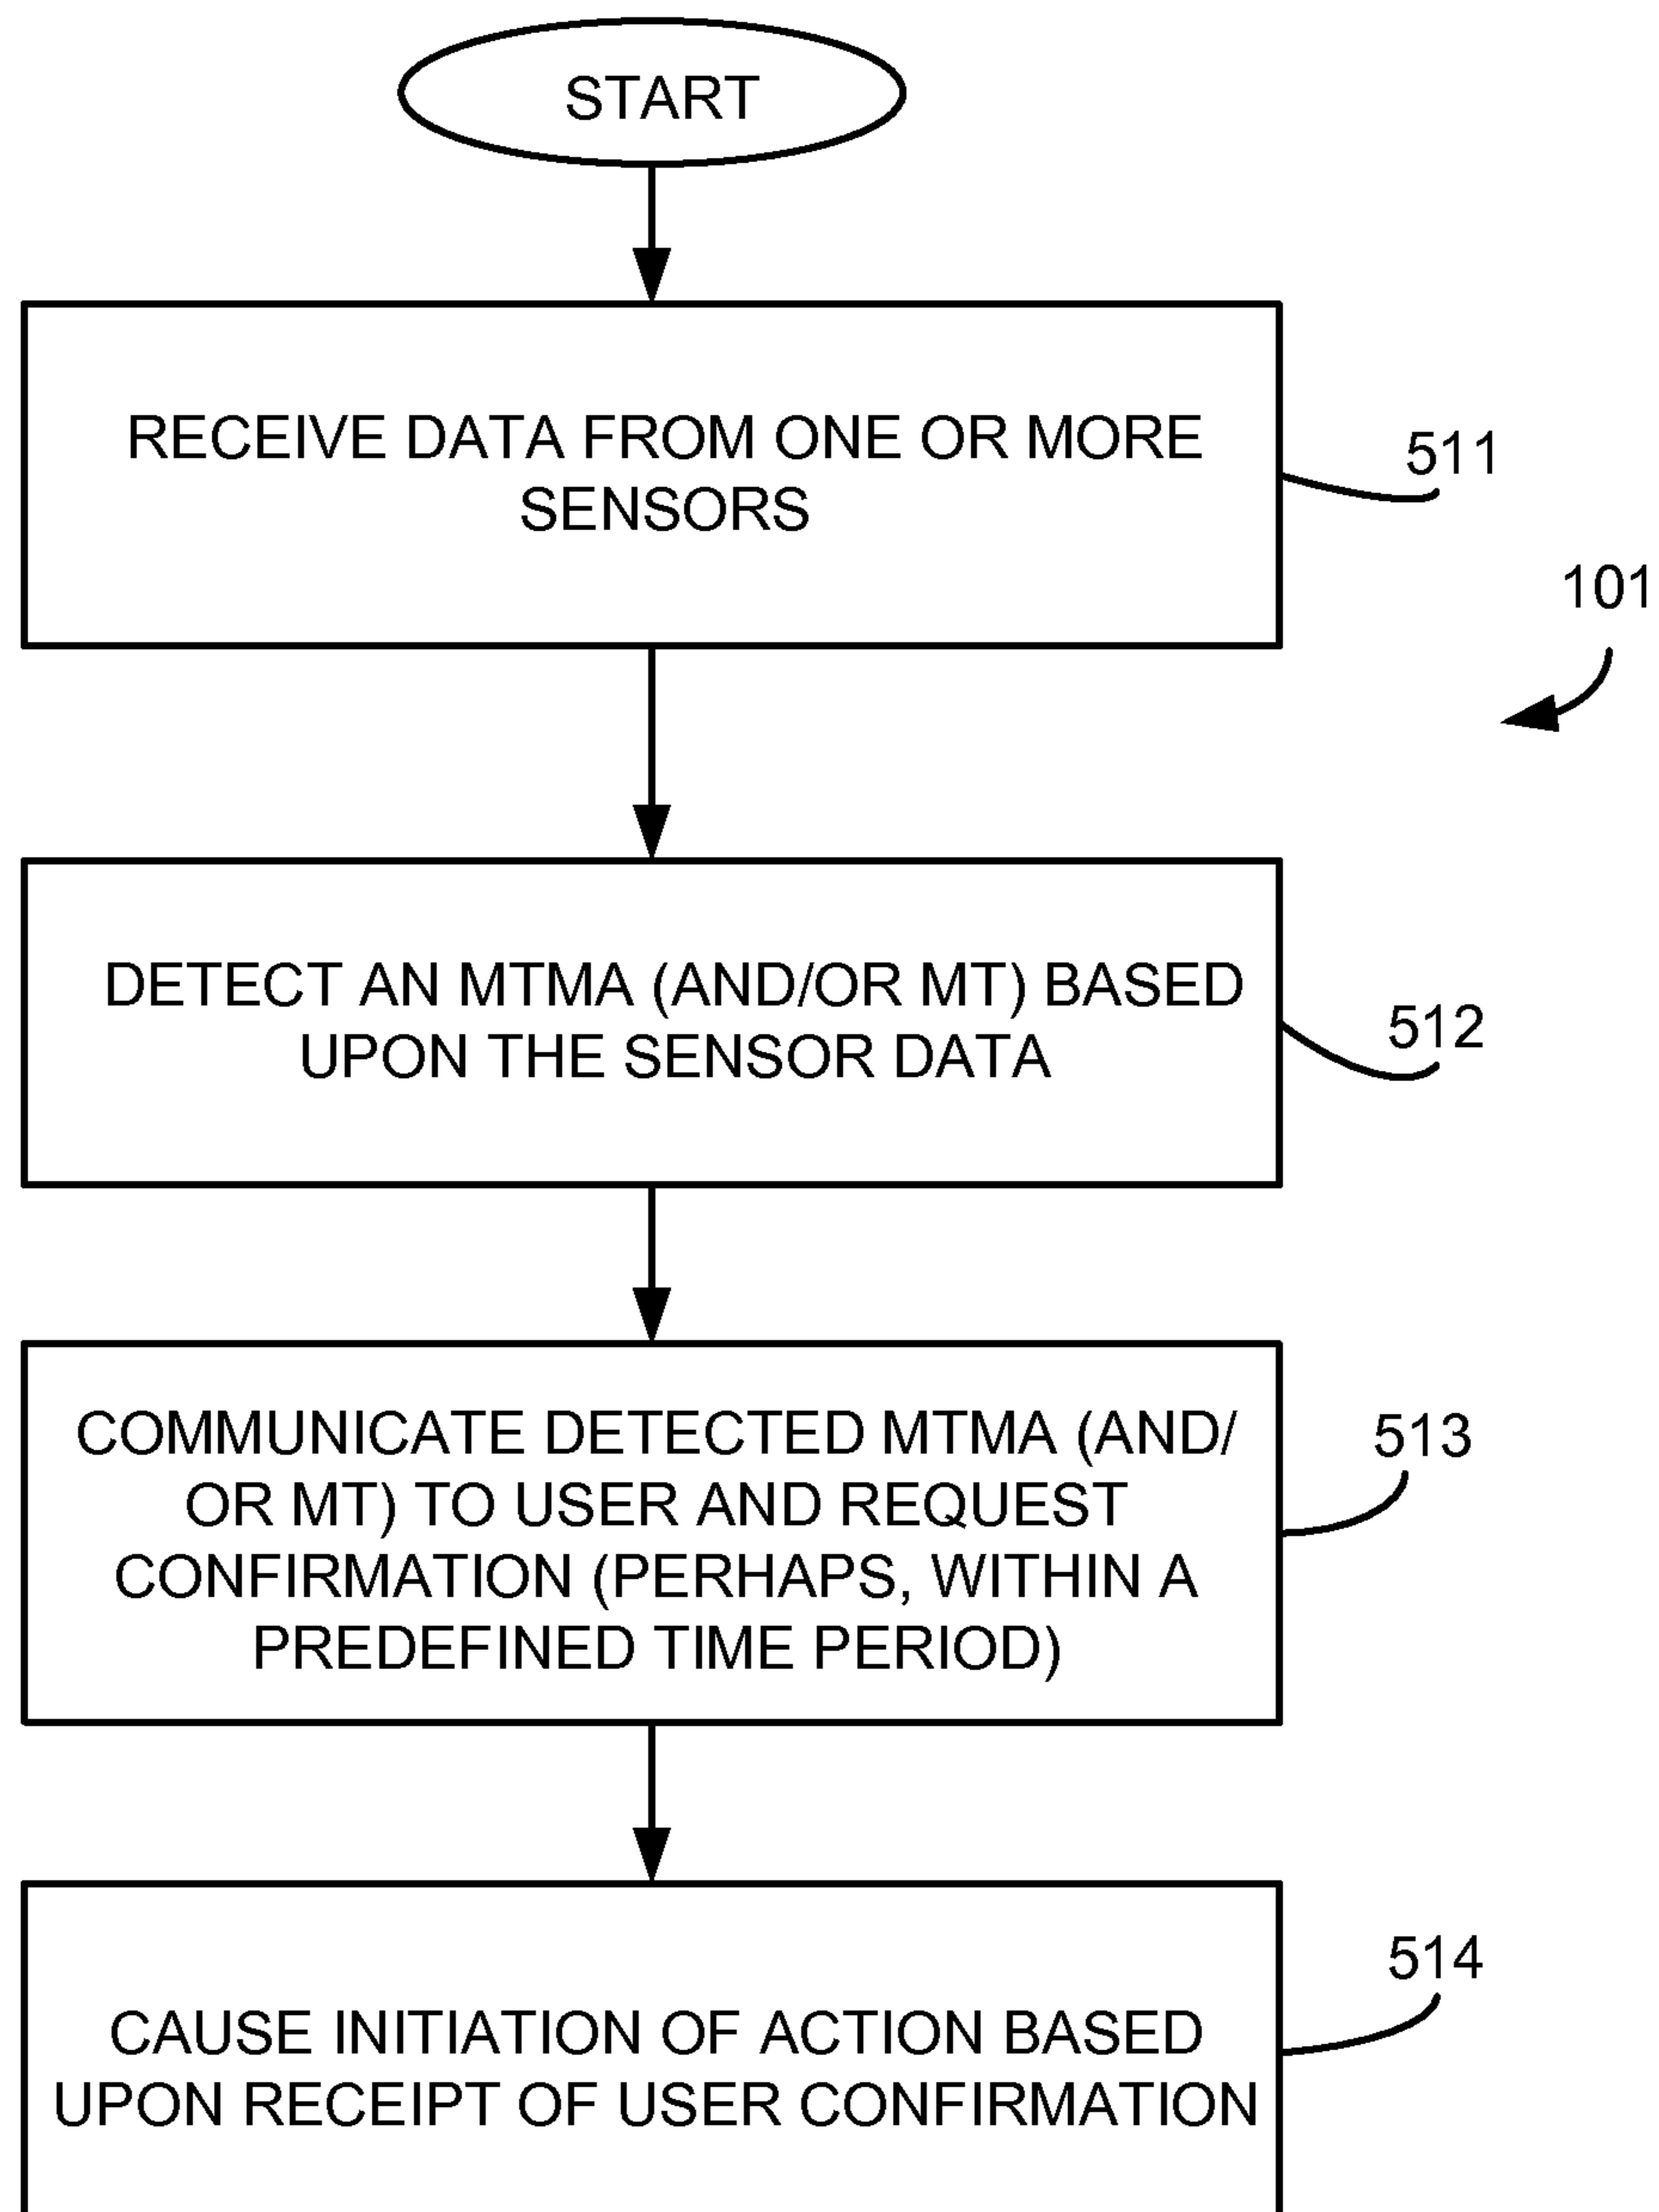 START
RECEIVE DATA FROM ONE OR MORE
SENSORS
511
101
DETECT AN MTMA (AND/OR MT) BASED
UPON THE SENSOR DATA
512
COMMUNICATE DETECTED MTMA (AND/
OR MT) TO USER AND REQUEST
CONFIRMATION (PERHAPS, WITHIN A
PREDEFINED TIME PERIOD)
513
CAUSE INITIATION OF ACTION BASED
UPON RECEIPT OF USER CONFIRMATION
514